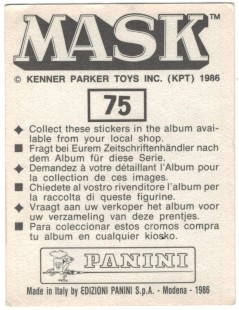 MASK™
© KENNER PARKER TOYS INC. (KPT) 1986
75
◆ Collect these stickers in the album avai-
lable from your local shop.
■ Fragt bei Eurem Zeitschriftenhändler nach
dem Album für diese Serie.
◆ Demandez à votre détaillant l'Album pour
la collection de ces images.
■ Chiedete al vostro rivenditore l'album per
la raccolta di queste figurine.
◆ Vraagt aan uw verkoper het album voor
uw verzameling van deze prentjes.
■ Para coleccionar estos cromos compra
tu album en cualquier kiosko.
PANINI
Made in Italy by EDIZIONI PANINI S.p.A. - Modena - 1986